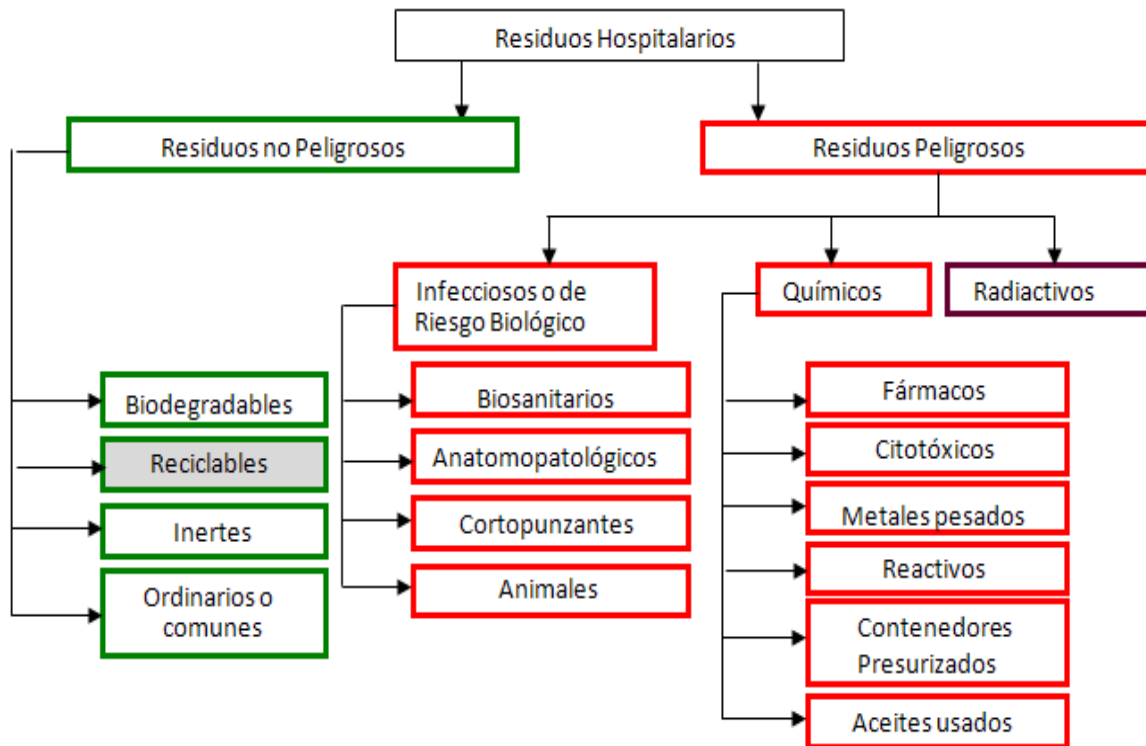 Residuos Hospitalarios
Residuos no Peligrosos
Residuos Peligrosos
Infecciosos o de
Riesgo Biológico
Químicos
Radiactivos
Biodegradables
Reciclables
Inertes
Ordinarios o
comunes
Biosanitarios
Anatomopatológicos
Cortopunzantes
Animales
Fármacos
Citotóxicos
Metales pesados
Reactivos
Contenedores
Presurizados
Aceites usados